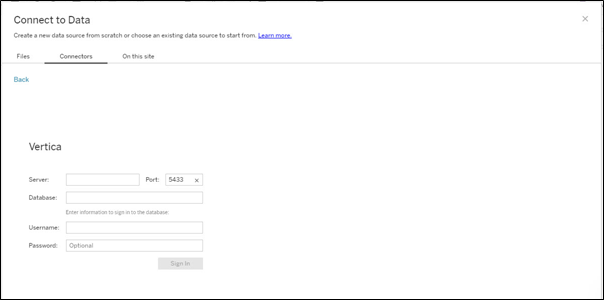 Connect to Data
Create a new data source from scratch or choose an existing data source to start from. Learn more.
Files Connectors On this site
Back
Vertica
Server: Port: 5433
Database:
Enter information to sign in to the database:
Username:
Password: Optional
Sign In